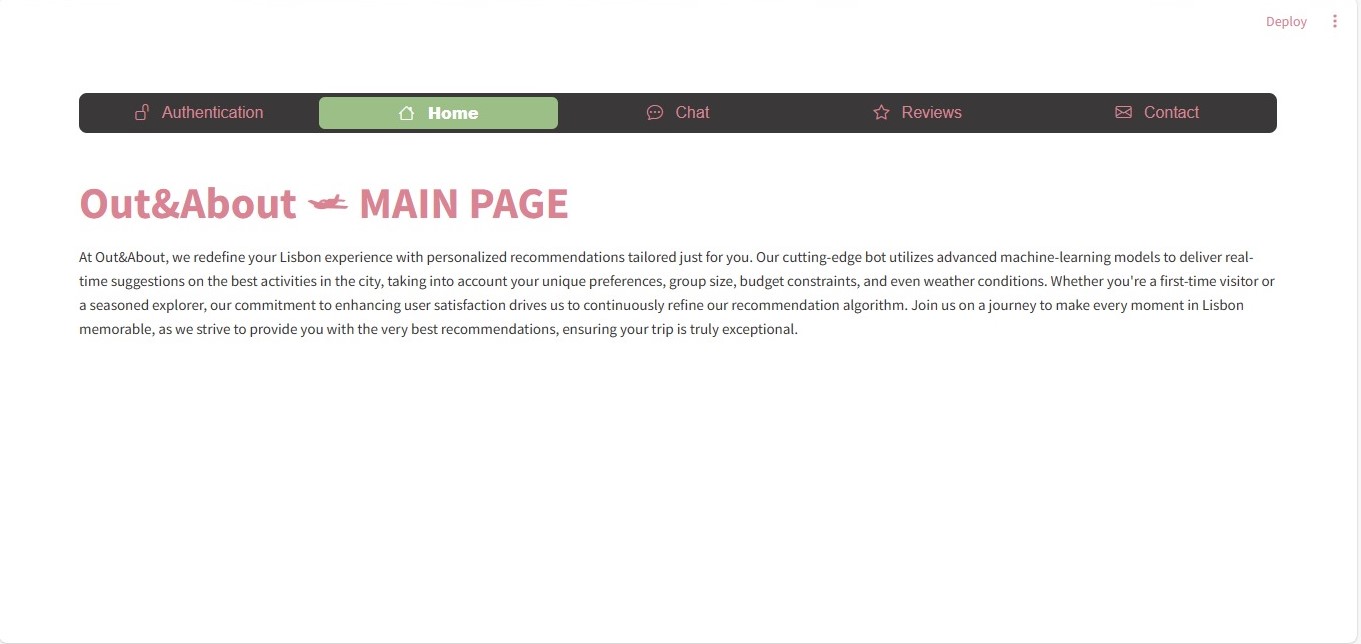 Deploy
Authentication Home Chat Reviews Contact
Out&About MAIN PAGE
At Out&About, we redefine your Lisbon experience with personalized recommendations tailored just for you. Our cutting-edge bot utilizes advanced machine-learning models to deliver real-
time suggestions on the best activities in the city, taking into account your unique preferences, group size, budget constraints, and even weather conditions. Whether you're a first-time visitor or
a seasoned explorer, our commitment to enhancing user satisfaction drives us to continuously refine our recommendation algorithm. Join us on a journey to make every moment in Lisbon
memorable, as we strive to provide you with the very best recommendations, ensuring your trip is truly exceptional.